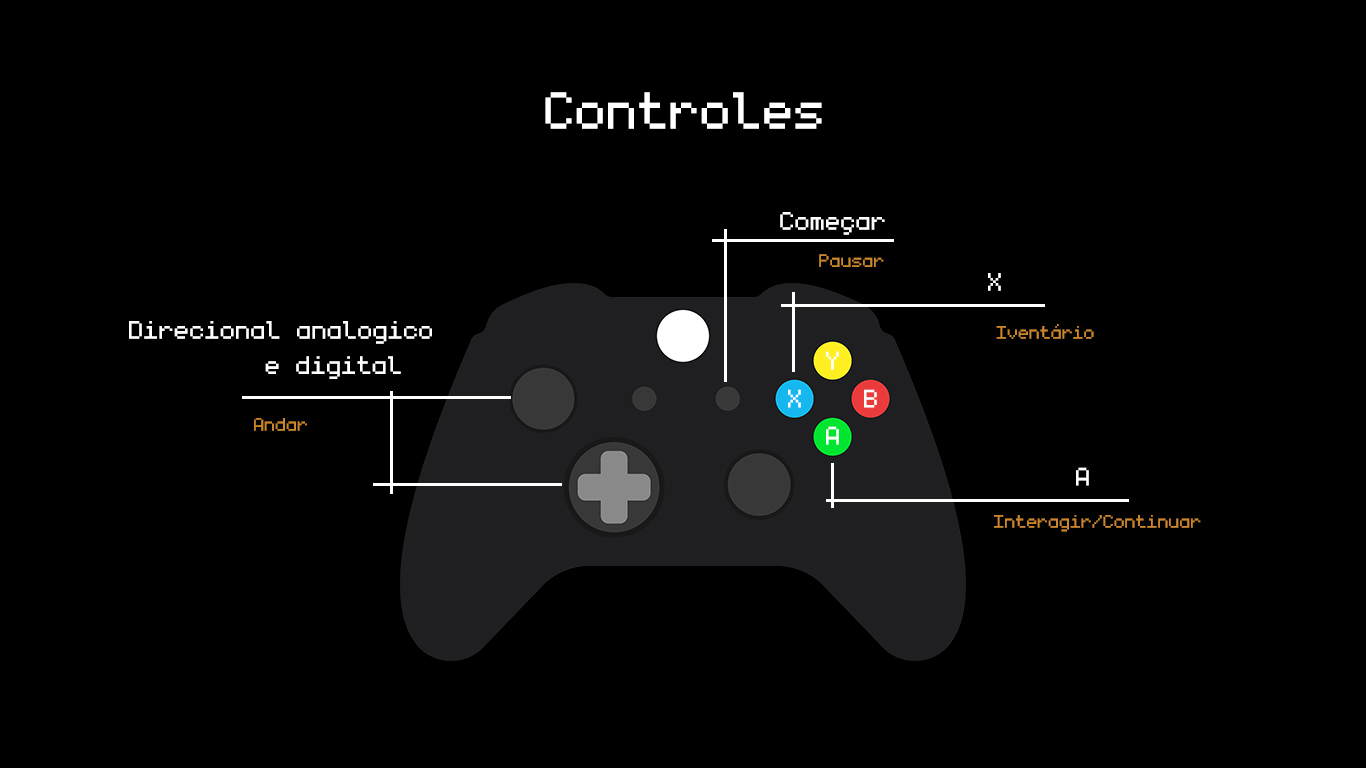 Controles
Começar
Pausar
X
Iventário
Direcional analogico
e digital
Andar
Y
X
B
A
A
Interagir/Continuar